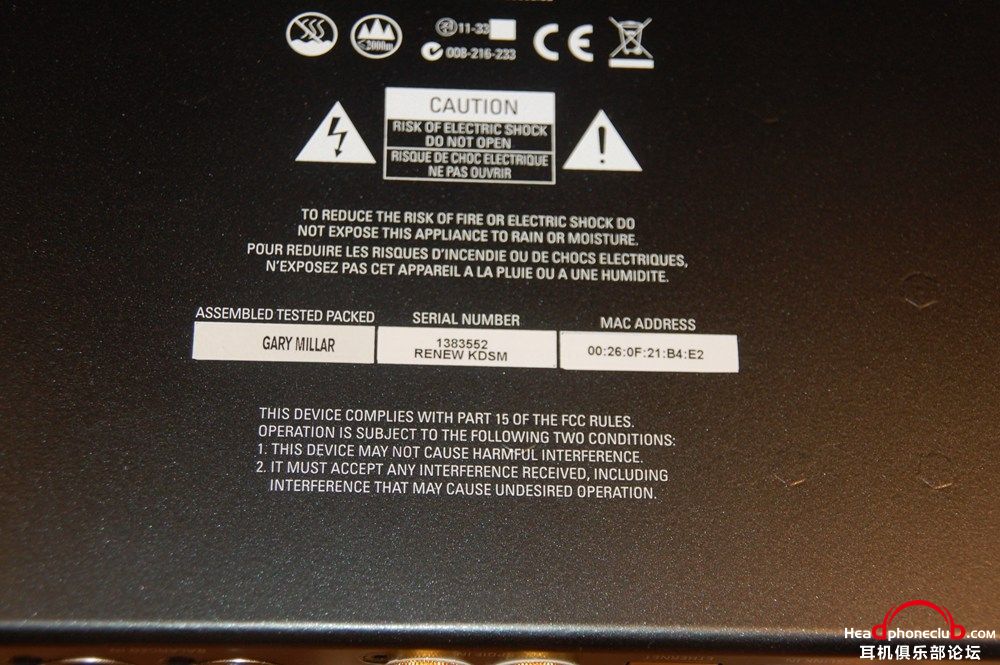 ≤2000m
11-33
008-216-233
CE
CAUTION
RISK OF ELECTRIC SHOCK
DO NOT OPEN
RISQUE DE CHOC ELECTRIQUE
NE PAS OUVRIR
TO REDUCE THE RISK OF FIRE OR ELECTRIC SHOCK DO
NOT EXPOSE THIS APPLIANCE TO RAIN OR MOISTURE.
POUR REDUIRE LES RISQUES D'INCENDIE OU DE CHOCS ELECTRIQUES,
N'EXPOSEZ PAS CET APPAREIL A LA PLUIE OU A UNE HUMIDITE.
ASSEMBLED TESTED PACKED
GARY MILLAR
SERIAL NUMBER
1383552
RENEW KDSM
MAC ADDRESS
00:26:0F:21:B4:E2
THIS DEVICE COMPLIES WITH PART 15 OF THE FCC RULES.
OPERATION IS SUBJECT TO THE FOLLOWING TWO CONDITIONS:
1. THIS DEVICE MAY NOT CAUSE HARMFUL INTERFERENCE.
2. IT MUST ACCEPT ANY INTERFERENCE RECEIVED, INCLUDING
INTERFERENCE THAT MAY CAUSE UNDESIRED OPERATION.
Headphoneclub.com
耳机俱乐部论坛